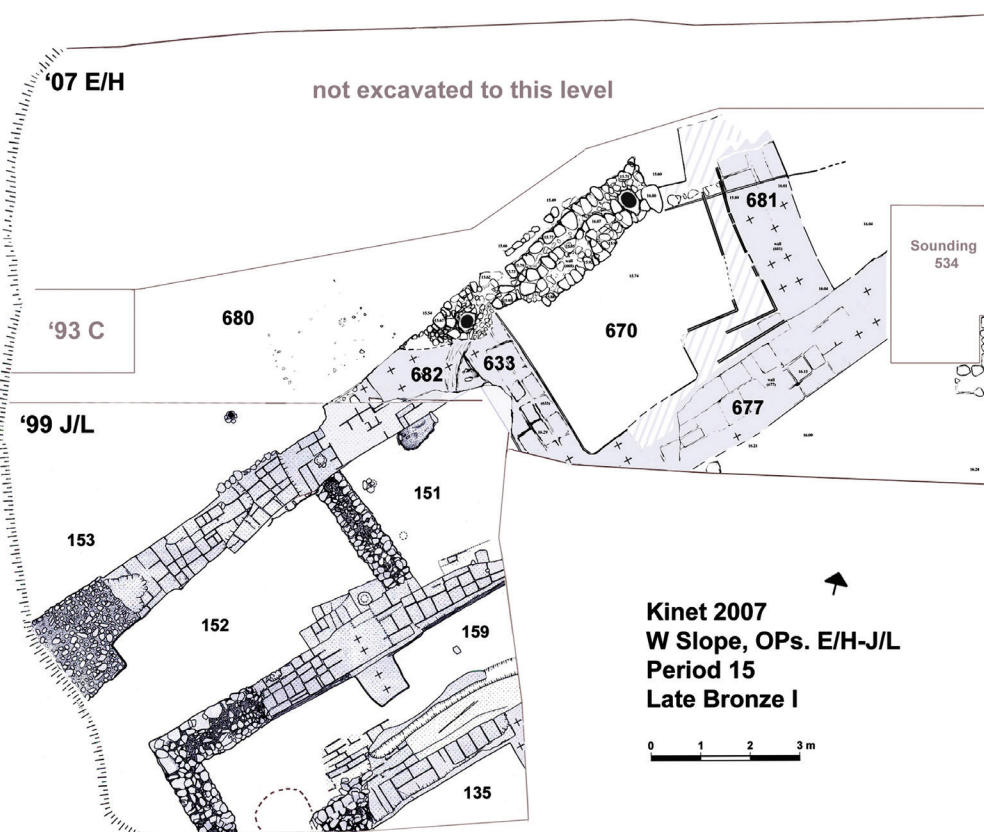 '07 E/H
not excavated to this level
681
Sounding
534
'93 C
680
670
682
633
677
'99 J/L
151
153
152
159
135
Kinet 2007
W Slope, OPs. E/H-J/L
Period 15
Late Bronze I
0 1 2 3 m